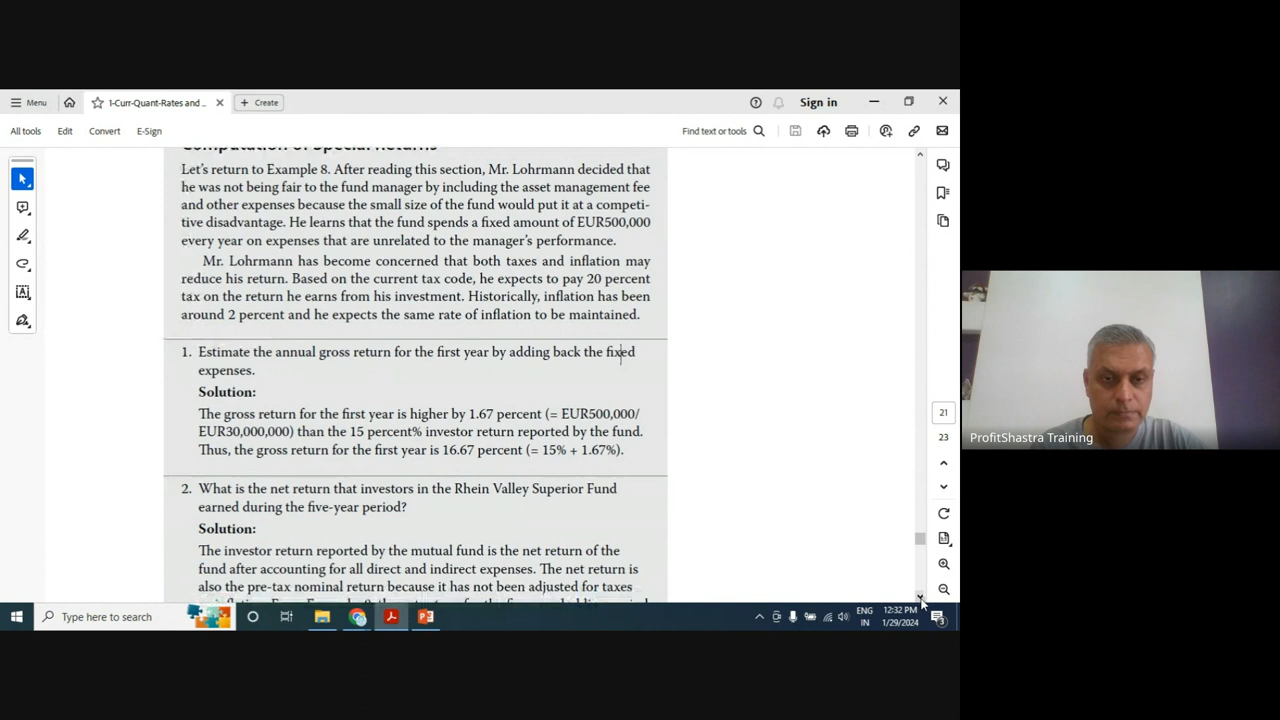 Menu
1-Curr-Quant-Rates and ...
Create
Sign in
All tools
Edit
Convert
E-Sign
Find text or tools
Computation of Special Returns
Let's return to Example 8. After reading this section, Mr. Lohrmann decided that
he was not being fair to the fund manager by including the asset management fee
and other expenses because the small size of the fund would put it at a competi-
tive disadvantage. He learns that the fund spends a fixed amount of EUR500,000
every year on expenses that are unrelated to the manager's performance.
Mr. Lohrmann has become concerned that both taxes and inflation may
reduce his return. Based on the current tax code, he expects to pay 20 percent
tax on the return he earns from his investment. Historically, inflation has been
around 2 percent and he expects the same rate of inflation to be maintained.
1. Estimate the annual gross return for the first year by adding back the fixed
expenses.
Solution:
The gross return for the first year is higher by 1.67 percent (= EUR500,000/
EUR30,000,000) than the 15 percent% investor return reported by the fund.
Thus, the gross return for the first year is 16.67 percent (= 15% + 1.67%).
2. What is the net return that investors in the Rhein Valley Superior Fund
earned during the five-year period?
Solution:
The investor return reported by the mutual fund is the net return of the
fund after accounting for all direct and indirect expenses. The net return is
also the pre-tax nominal return because it has not been adjusted for taxes
21
23
ProfitShastra Training
Type here to search
ENG
IN
12:32 PM
1/29/2024
3